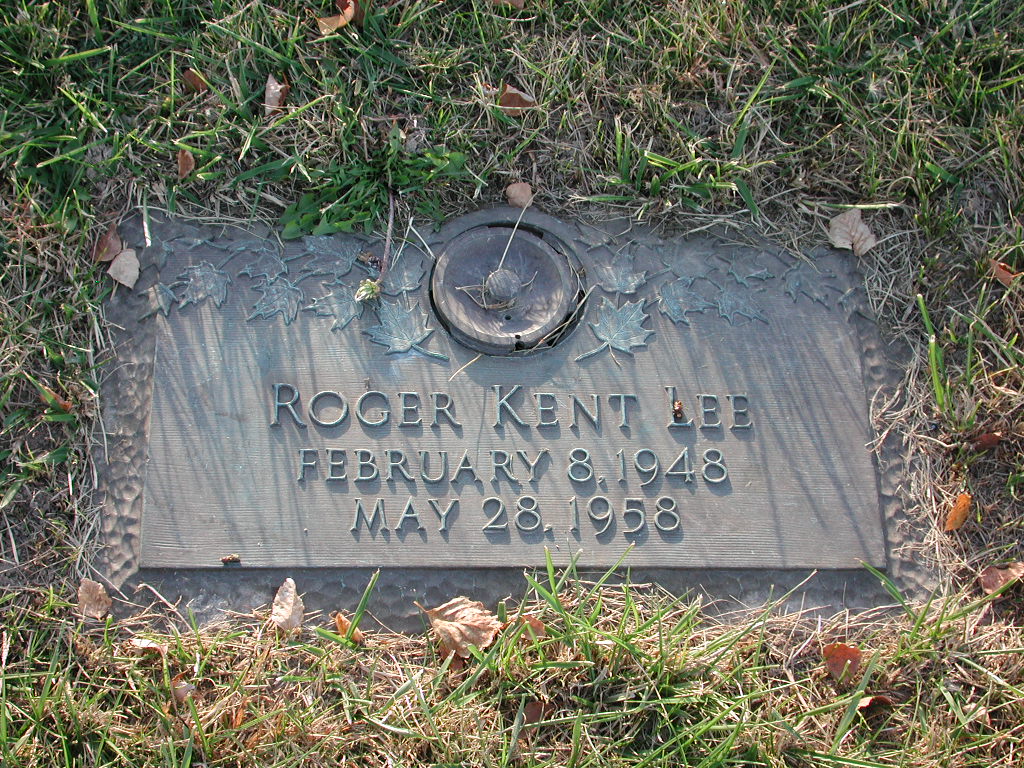 Roger Kent Lee
February 8, 1948
May 28, 1958